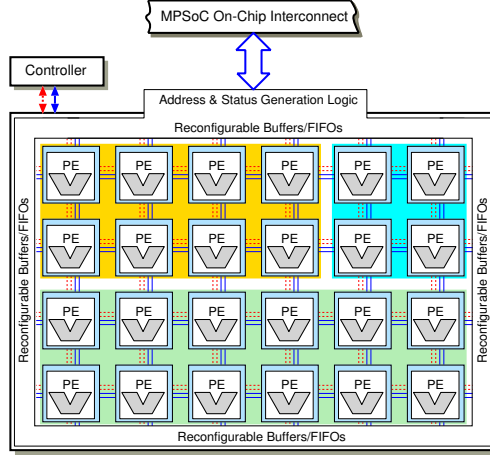 MPSoC On-Chip Interconnect
Controller
Address & Status Generation Logic
Reconfigurable Buffers/FIFOs
Reconfigurable Buffers/FIFOs
Reconfigurable Buffers/FIFOs
PE PE PE PE PE PE
PE PE PE PE PE PE
PE PE PE PE PE PE
PE PE PE PE PE PE
Reconfigurable Buffers/FIFOs